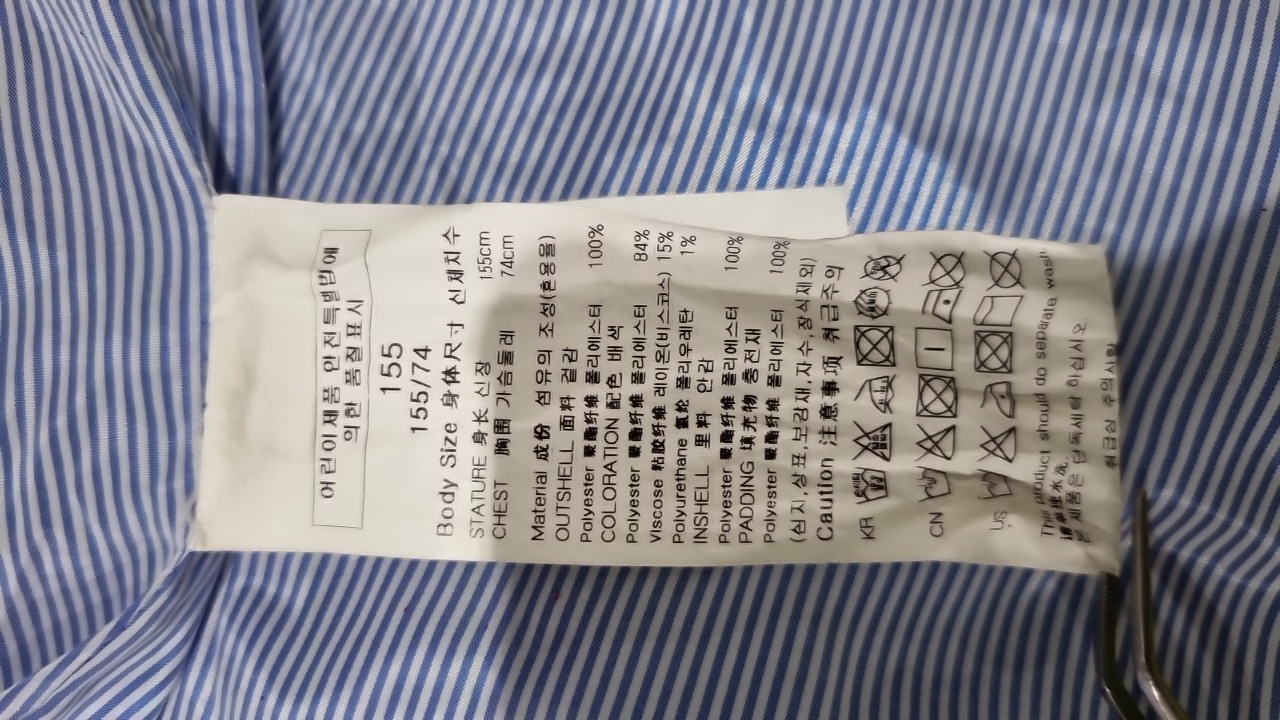 어린이제품 안전특별법에
의한 품질표시
155
155/74
Body Size 身体尺寸 신체치수
STATURE 身长 신장 155cm
CHEST 胸围 가슴둘레 74cm
Material 成份 섬유의 조성(혼용율)
OUTSHELL 面料 겉감
Polyester 聚酯纤维 폴리에스터 100%
COLORATION 配色 배색
Polyester 聚酯纤维 폴리에스터 84%
Viscose 粘胶纤维 레이온(비스코스) 15%
Polyurethane 氨纶 폴리우레탄 1%
INSHELL 里料 안감
Polyester 聚酯纤维 폴리에스터 100%
PADDING 填充物 충전재
Polyester 聚酯纤维 폴리에스터 100%
(심지,상표,보강재,자수,장식제외)
Caution 注意事项 취급주의
KR
CN
This product should do separate wash
본 제품은 단독세탁 하십시오.
취급상 주의사항